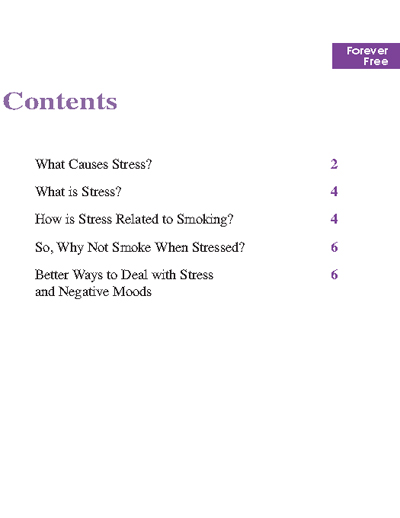 Forever
Free
Contents
What Causes Stress? 2
What is Stress? 4
How is Stress Related to Smoking? 4
So, Why Not Smoke When Stressed? 6
Better Ways to Deal with Stress 6
and Negative Moods